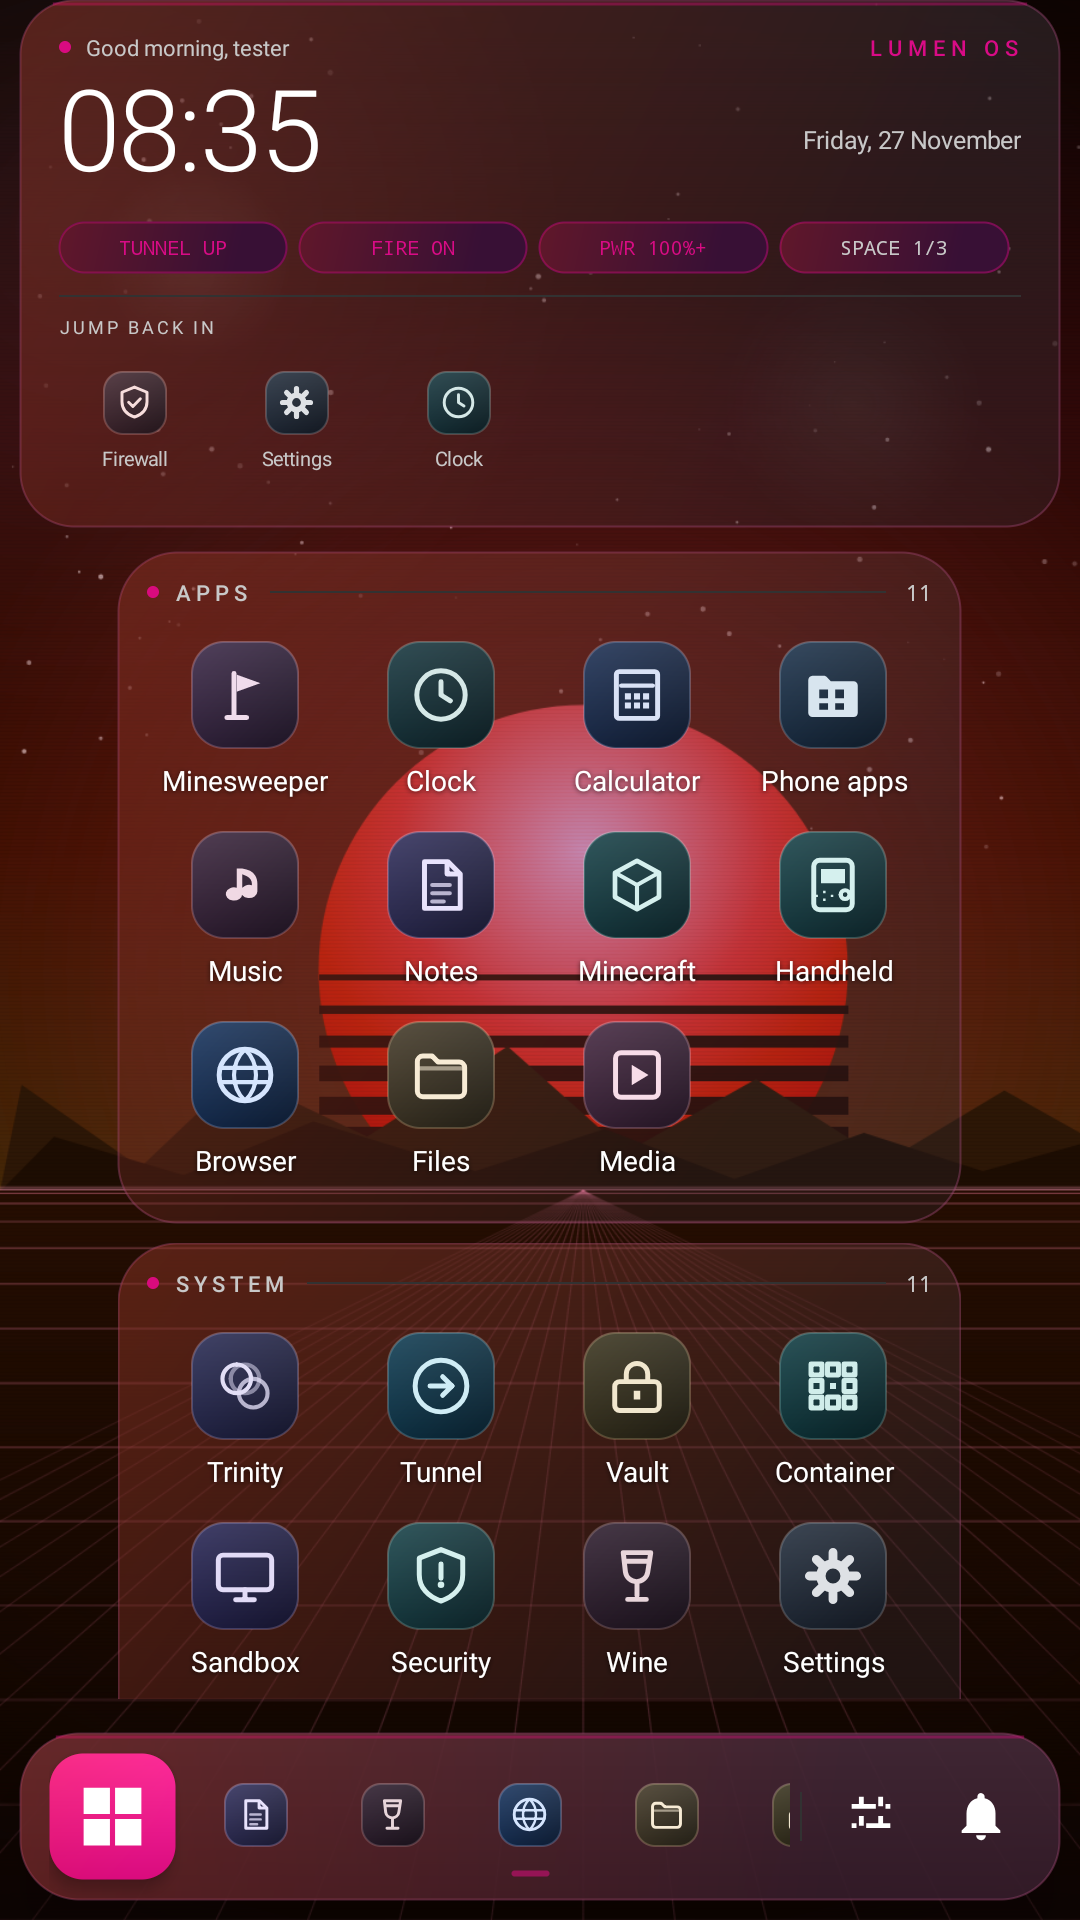 Good morning, tester
LUMEN OS
08:35
Friday, 27 November
TUNNEL UP
FIRE ON
PWR 100%+
SPACE 1/3
JUMP BACK IN
Firewall
Settings
Clock
APPS
11
Minesweeper
Clock
Calculator
Phone apps
Music
Notes
Minecraft
Handheld
Browser
Files
Media
SYSTEM
11
Trinity
Tunnel
Vault
Container
Sandbox
Security
Wine
Settings